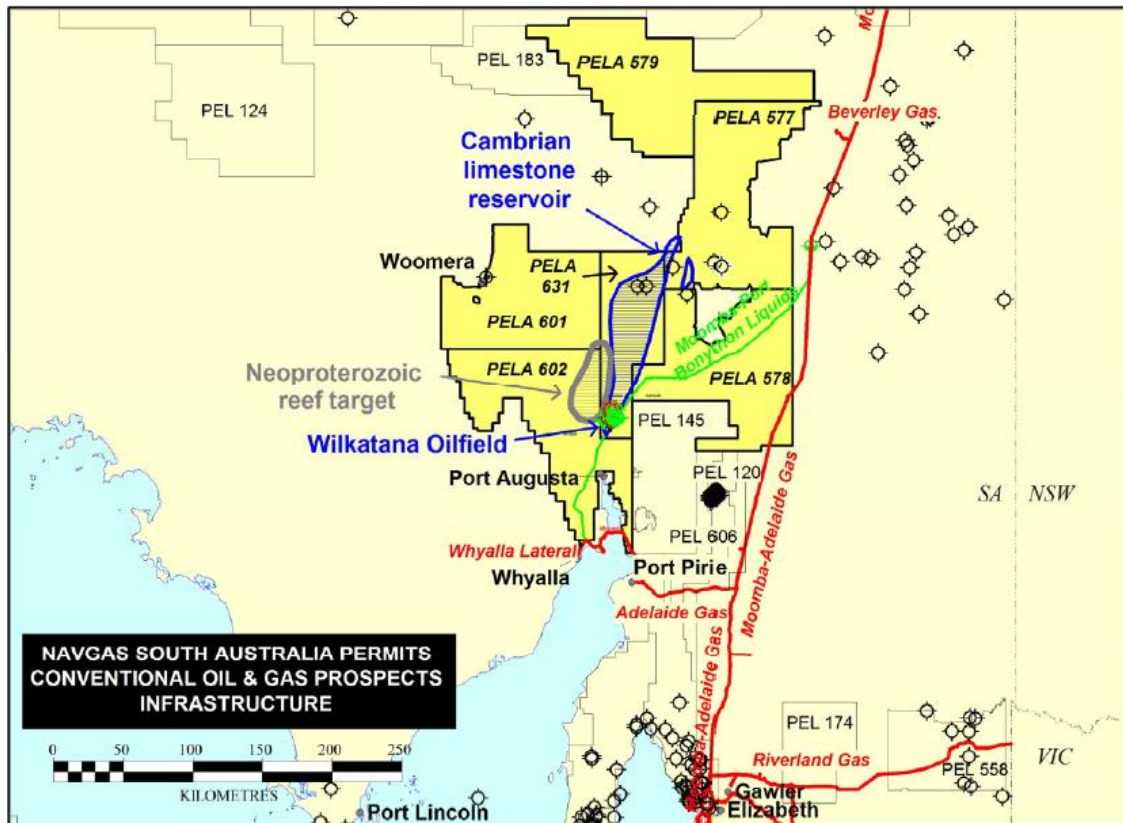 PEL 183
PELA 579
PEL 124
PELA 577
Beverley Gas
Cambrian
limestone
reservoir
Woomera
PELA
631
PELA 601
Moomba-Port
Bonython Liquids
PELA 602
PELA 578
Neoproterozoic
reef target
PEL 145
Wilkatana Oilfield
Port Augusta
PEL 120
SA
NSW
PEL 606
Whyalla Lateral
Whyalla
Port Pirie
Adelaide Gas
Moomba-Adelaide Gas
Moomba-Adelaide Gas
NAVGAS SOUTH AUSTRALIA PERMITS
CONVENTIONAL OIL & GAS PROSPECTS
INFRASTRUCTURE
0 50 100 150 200 250
KILOMETRES
PEL 174
Riverland Gas
VIC
PEL 558
Gawler
Elizabeth
Port Lincoln